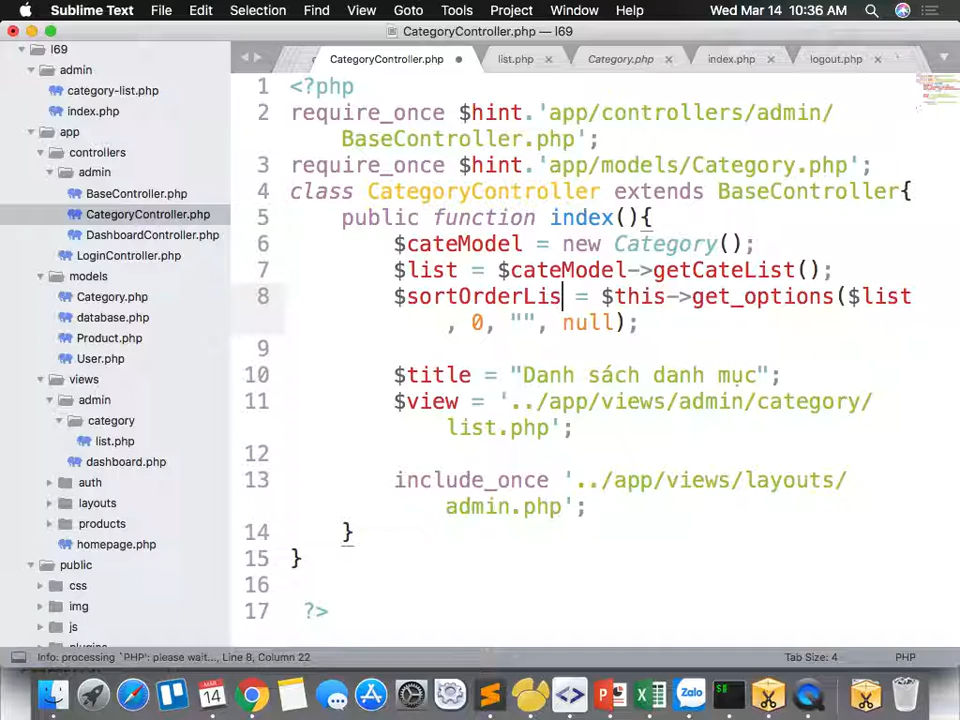 Sublime Text File Edit Selection Find View Goto Tools Project Window Help Wed Mar 14 10:36 AM
CategoryController.php — l69
l69
admin
category-list.php
index.php
app
controllers
admin
BaseController.php
CategoryController.php
DashboardController.php
LoginController.php
models
Category.php
database.php
Product.php
User.php
views
admin
category
list.php
dashboard.php
auth
layouts
products
homepage.php
public
css
img
js
CategoryController.php list.php Category.php index.php logout.php
1 <?php
2 require_once $hint.'app/controllers/admin/
BaseController.php';
3 require_once $hint.'app/models/Category.php';
4 class CategoryController extends BaseController{
5 public function index(){
6 $cateModel = new Category();
7 $list = $cateModel->getCateList();
8 $sortOrderLis = $this->get_options($list
, 0, "", null);
9
10 $title = "Danh sách danh mục";
11 $view = '../app/views/admin/category/
list.php';
12
13 include_once '../app/views/layouts/
admin.php';
14 }
15 }
16
17 ?>
Info: processing `PHP': please wait..., Line 8, Column 22 Tab Size: 4 PHP
MAR
14
Zalo